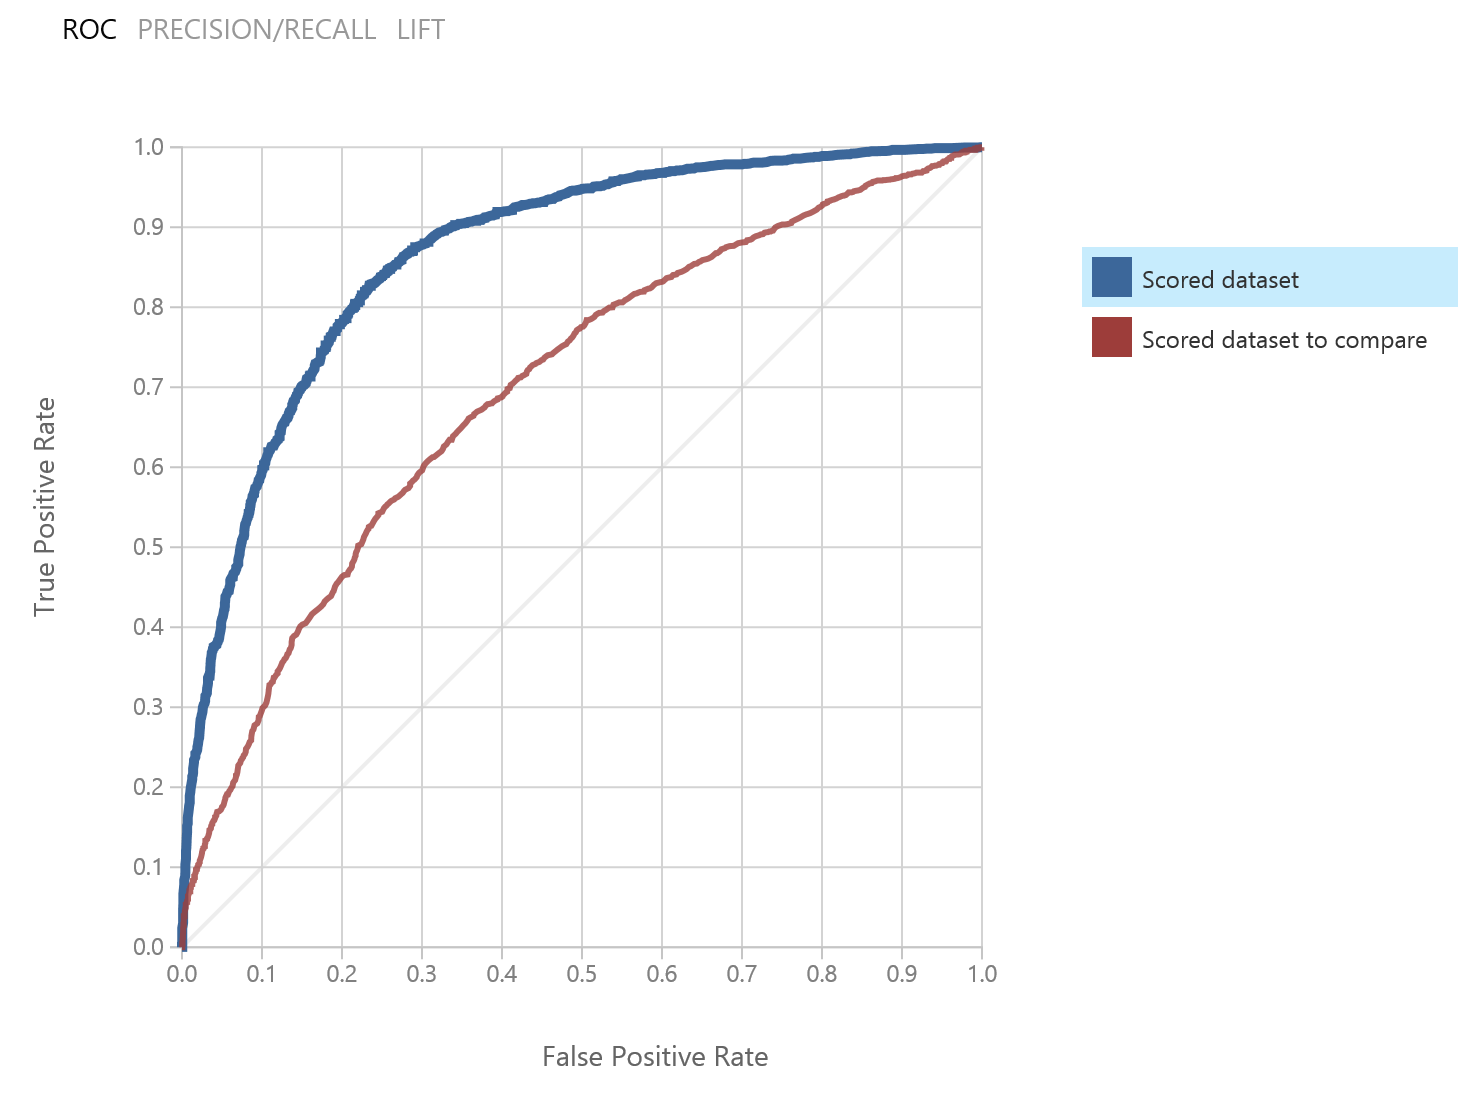 ROC PRECISION/RECALL LIFT
1.0
0.9
0.8
0.7
0.6
0.5
0.4
0.3
0.2
0.1
0.0
True Positive Rate
0.0 0.1 0.2 0.3 0.4 0.5 0.6 0.7 0.8 0.9 1.0
False Positive Rate
Scored dataset
Scored dataset to compare